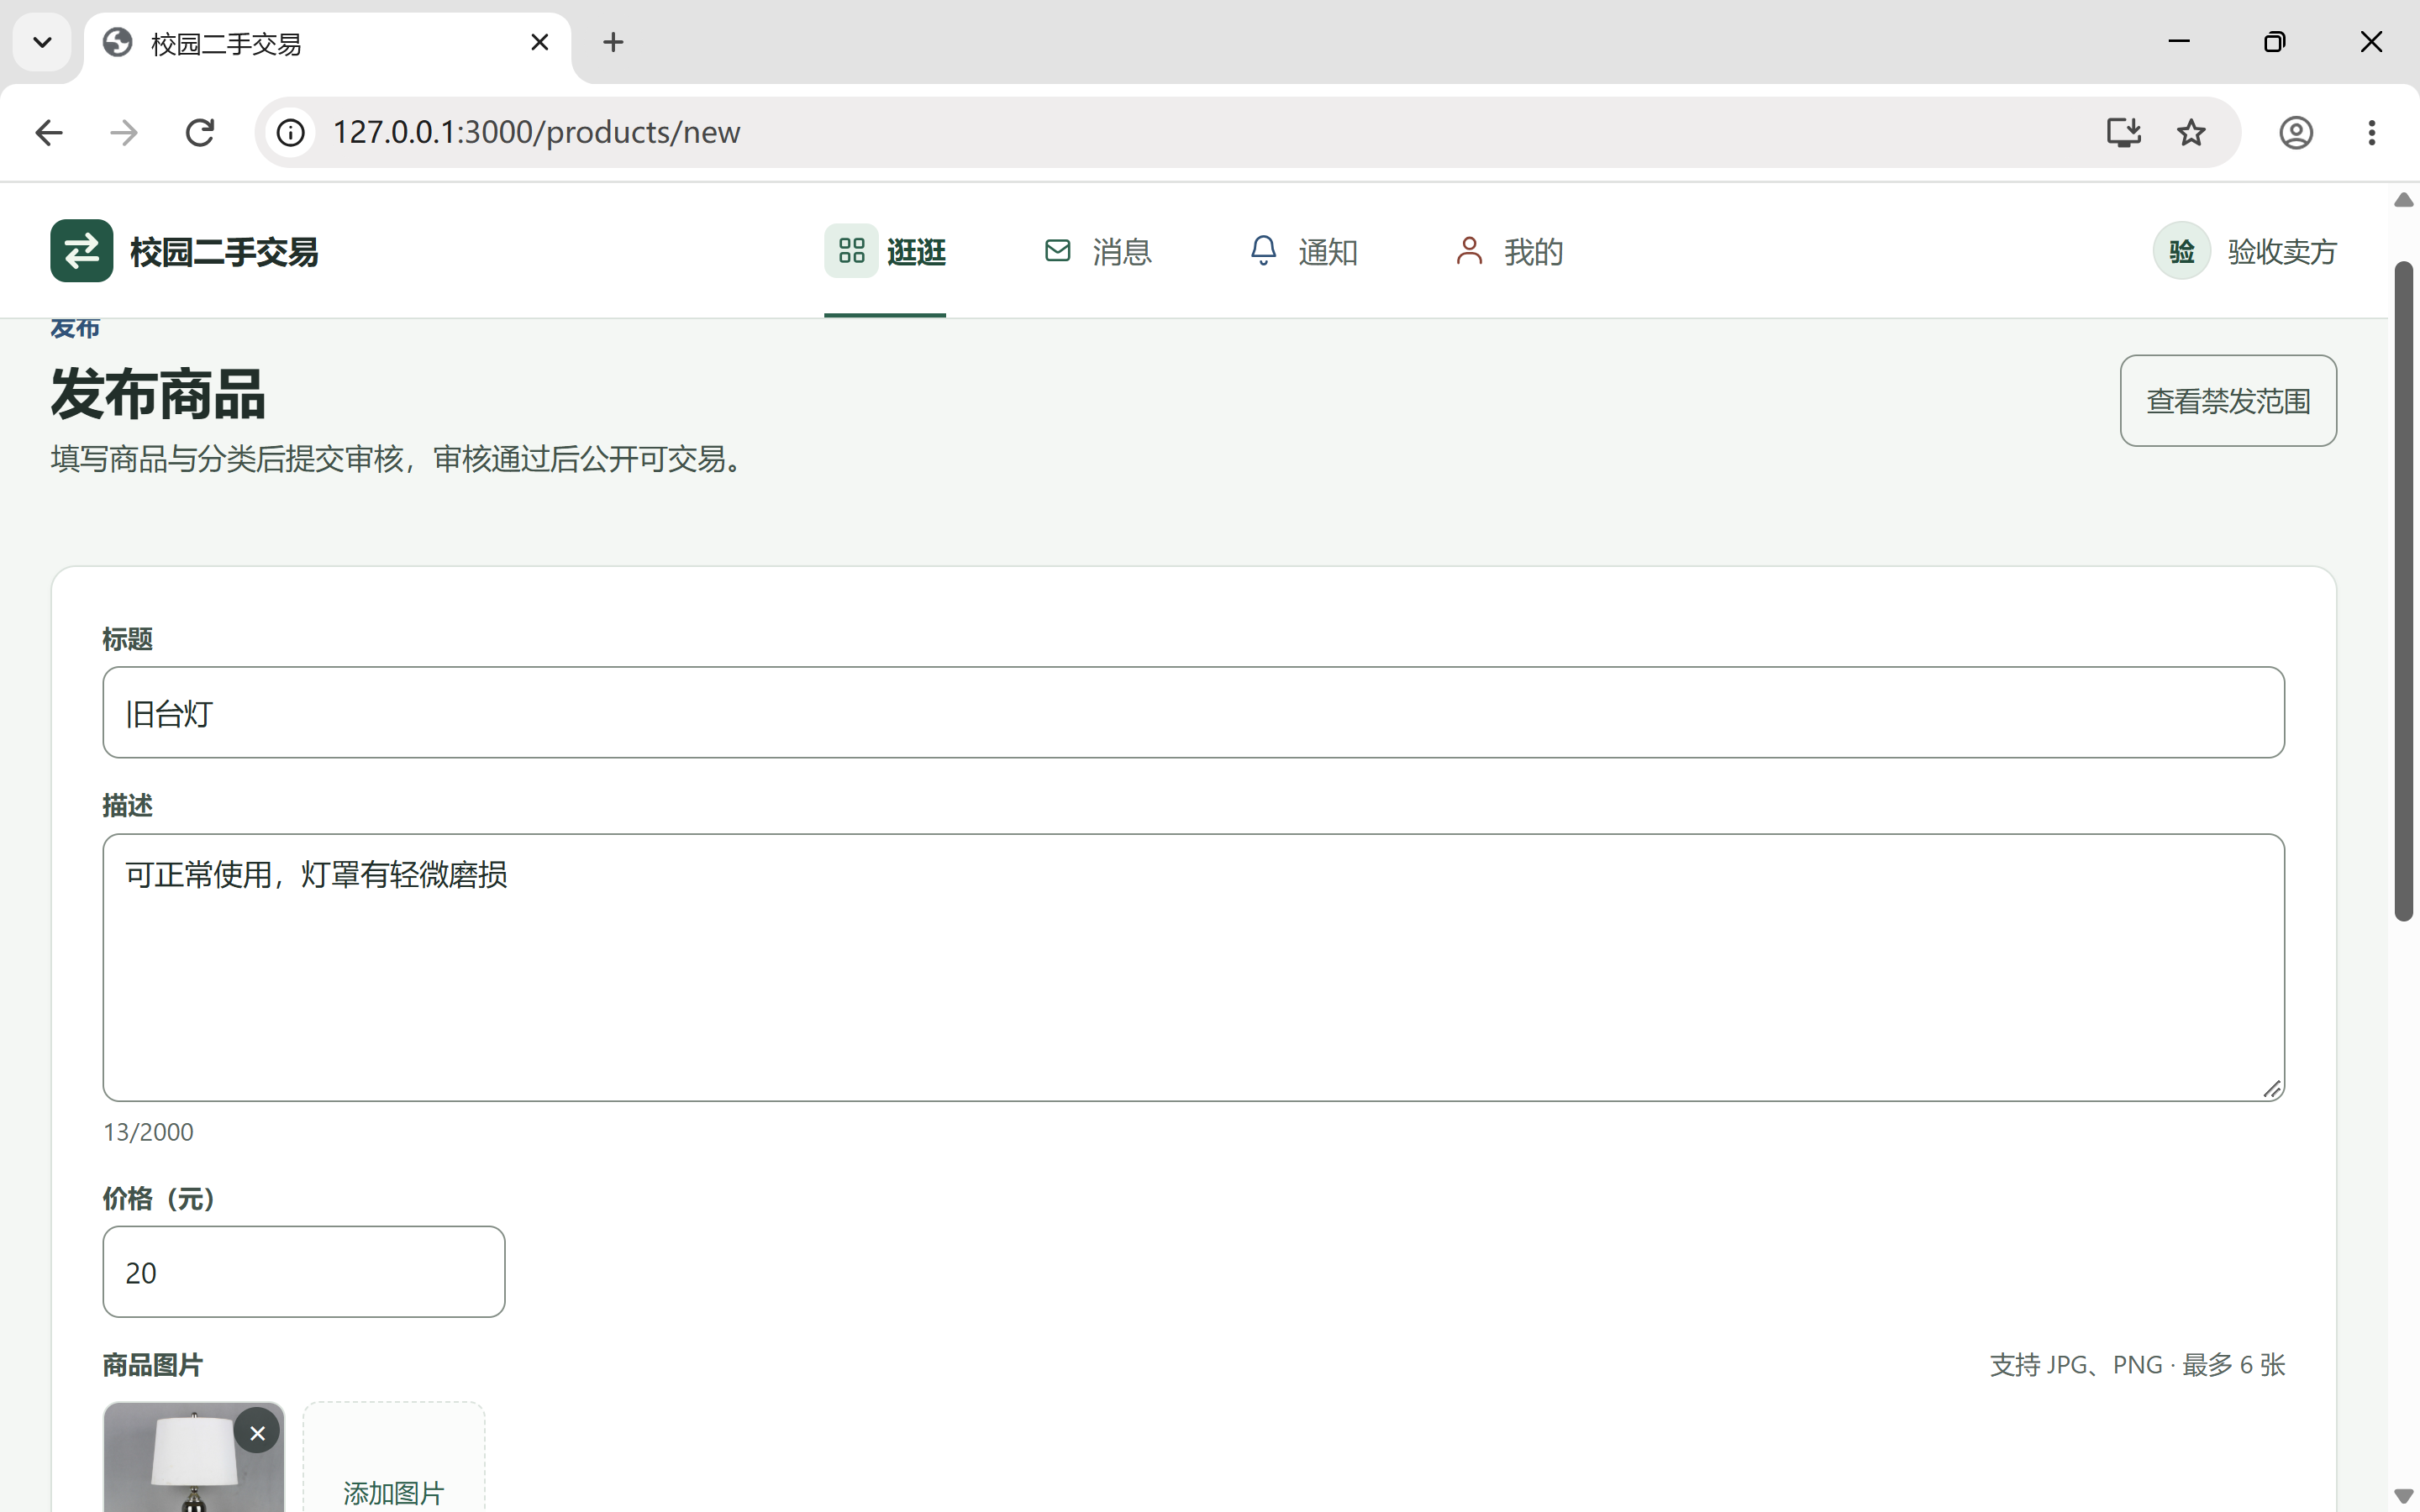 校园二手交易
127.0.0.1:3000/products/new
校园二手交易
逛逛
消息
通知
我的
验
验收卖方
发布
发布商品
查看禁发范围
填写商品与分类后提交审核，审核通过后公开可交易。
标题
旧台灯
描述
可正常使用，灯罩有轻微磨损
13/2000
价格（元）
20
商品图片
支持 JPG、PNG · 最多 6 张
添加图片